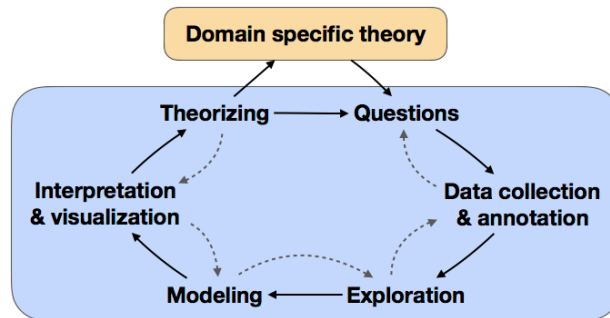 Domain specific theory
Theorizing
Questions
Interpretation
& visualization
Data collection
& annotation
Modeling
Exploration